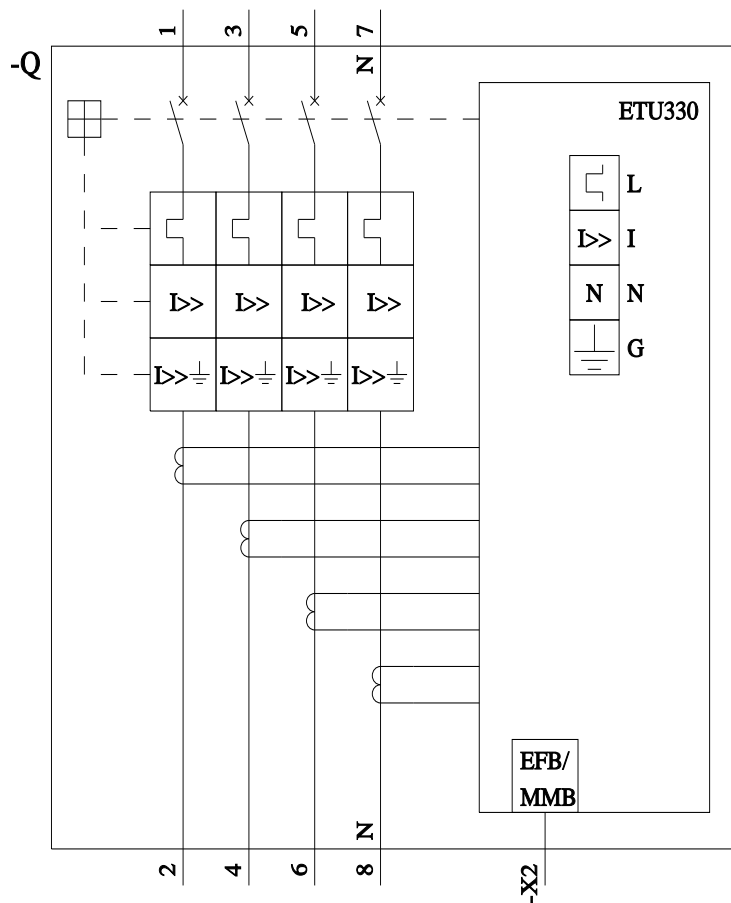 1 3 5 7
-Q
N
ETU330
L
I>> I
N N
G
I>> I>> I>> I>>
I>> I>> I>> I>>
EFB/
MMB
N
2 4 6 8
-X2